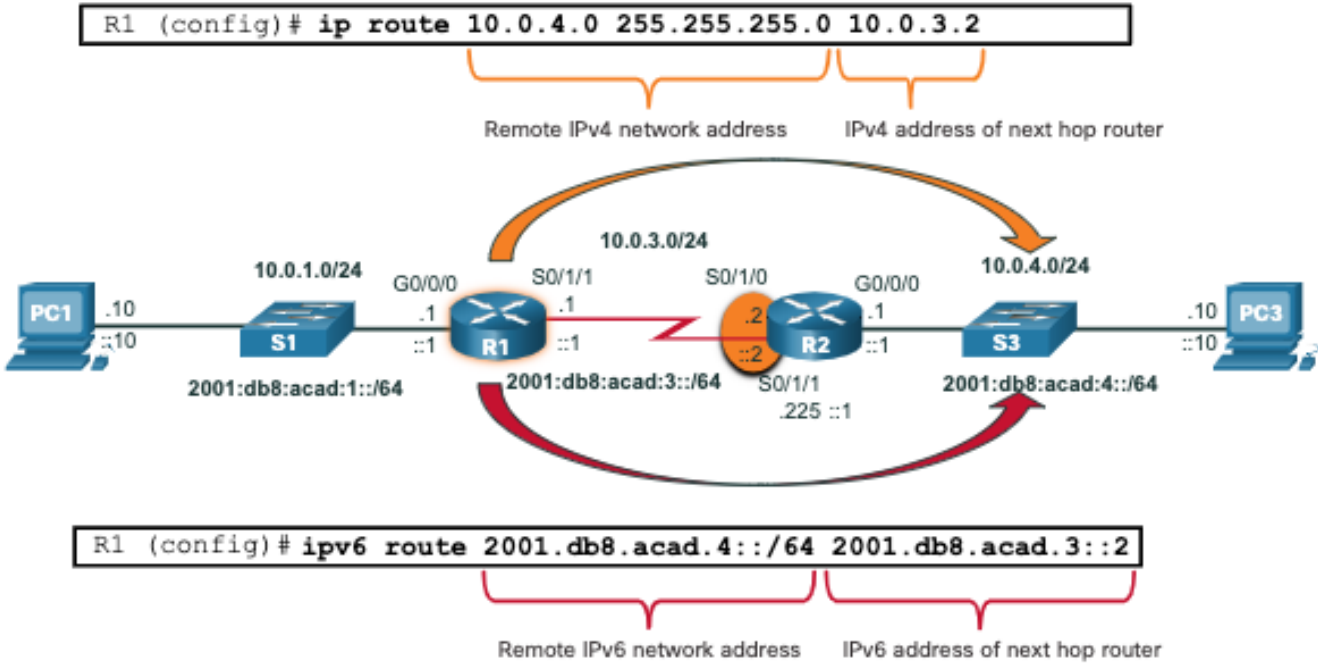 R1 (config)# ip route 10.0.4.0 255.255.255.0 10.0.3.2
Remote IPv4 network address
IPv4 address of next hop router
10.0.3.0/24
10.0.1.0/24
10.0.4.0/24
G0/0/0
S0/1/1
S0/1/0
G0/0/0
PC1
.10
::10
S1
.1
::1
R1
.1
::1
.2
::2
R2
.1
::1
S3
.10
::10
PC3
2001:db8:acad:1::/64
2001:db8:acad:3::/64
S0/1/1
.225 ::1
2001:db8:acad:4::/64
R1 (config)# ipv6 route 2001.db8.acad.4::/64 2001.db8.acad.3::2
Remote IPv6 network address
IPv6 address of next hop router